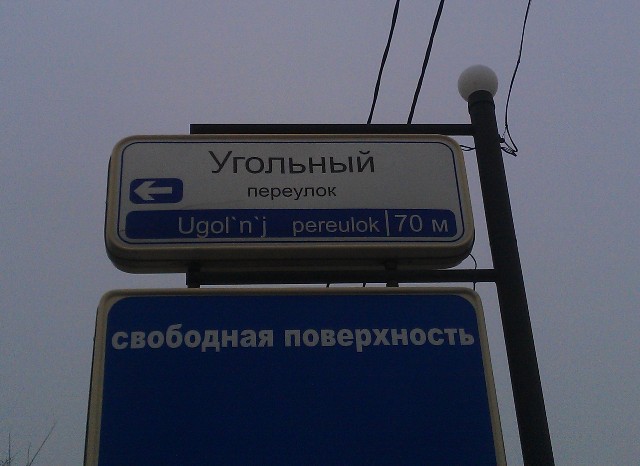 Угольный
переулок
Ugol`n`j pereulok 70 м
свободная поверхность